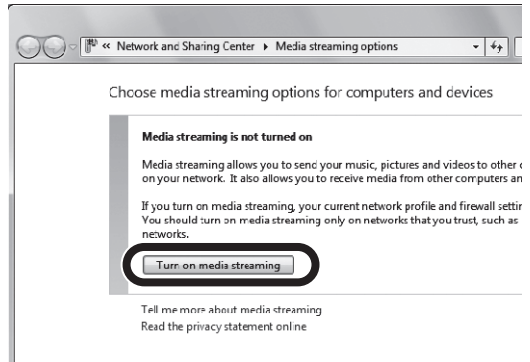 « Network and Sharing Center ▸ Media streaming options
Choose media streaming options for computers and devices
Media streaming is not turned on
Media streaming allows you to send your music, pictures and videos to other
on your network. It also allows you to receive media from other computers an
If you turn on media streaming, your current network profile and firewall settin
You should turn on media streaming only on networks that you trust, such as
networks.
Turn on media streaming
Tell me more about media streaming
Read the privacy statement online